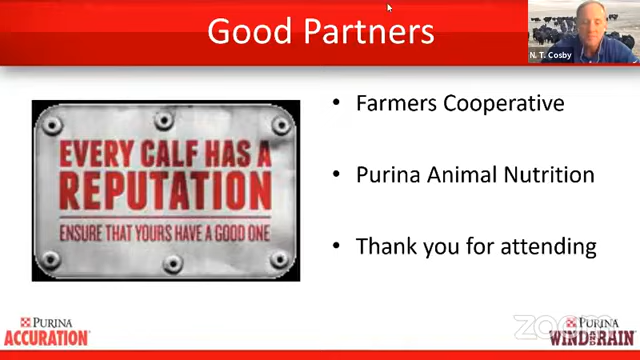 Good Partners
N. T. Cosby
EVERY CALF HAS A
REPUTATION
ENSURE THAT YOURS HAVE A GOOD ONE
• Farmers Cooperative
• Purina Animal Nutrition
• Thank you for attending
PURINA
ACCURATION
zoom
PURINA
WIND AND RAIN